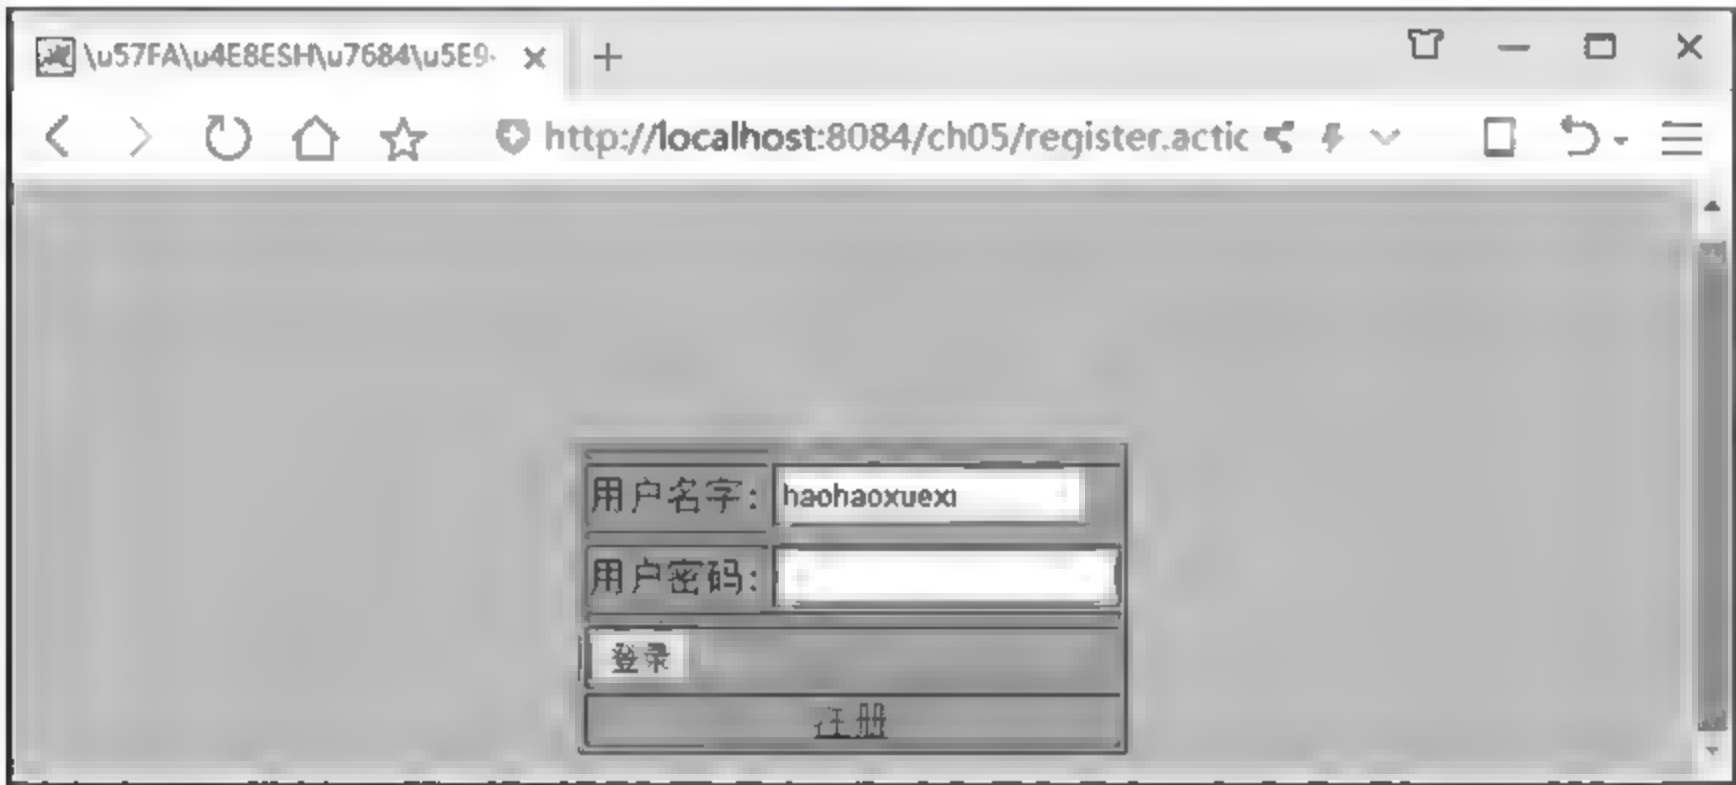 \u57FA\u4E8ESH\u7684\u5E9
http://localhost:8084/ch05/register.actic
用户名字: haohaoxuexi
用户密码:
登录
注册